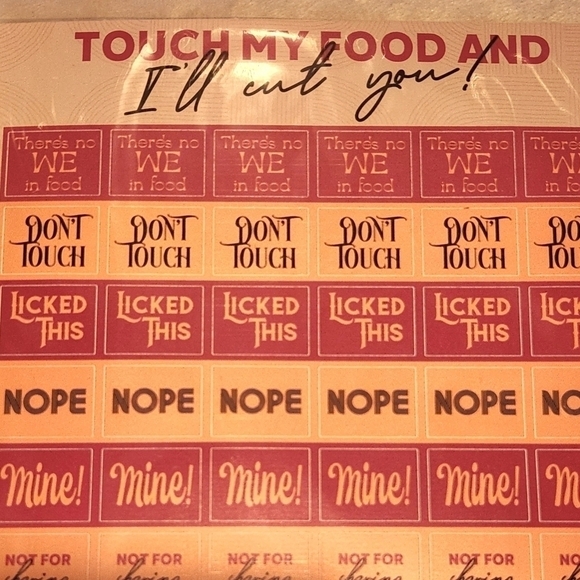 TOUCH MY FOOD AND
I'll cut you!
There's no There's no There's no There's no There's no
WE WE WE WE WE WE
in food in food in food in food in food
DON'T DON'T DON'T DON'T DON'T
TOUCH TOUCH TOUCH TOUCH TOUCH
LICKED LICKED LICKED LICKED LICKED
THIS THIS THIS THIS THIS
NOPE NOPE NOPE NOPE NOPE
Mine! Mine! Mine! Mine! Mine!
NOT FOR NOT FOR NOT FOR NOT FOR NOT FOR